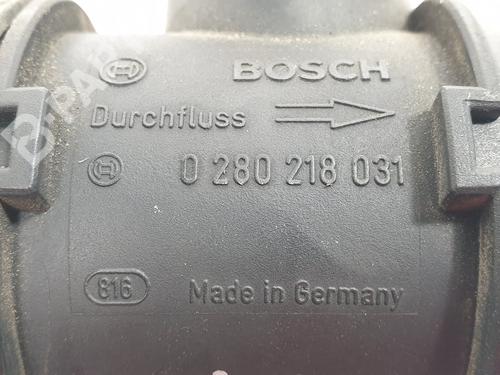 BOSCH
Durchfluss
0 280 218 031
816
Made in Germany